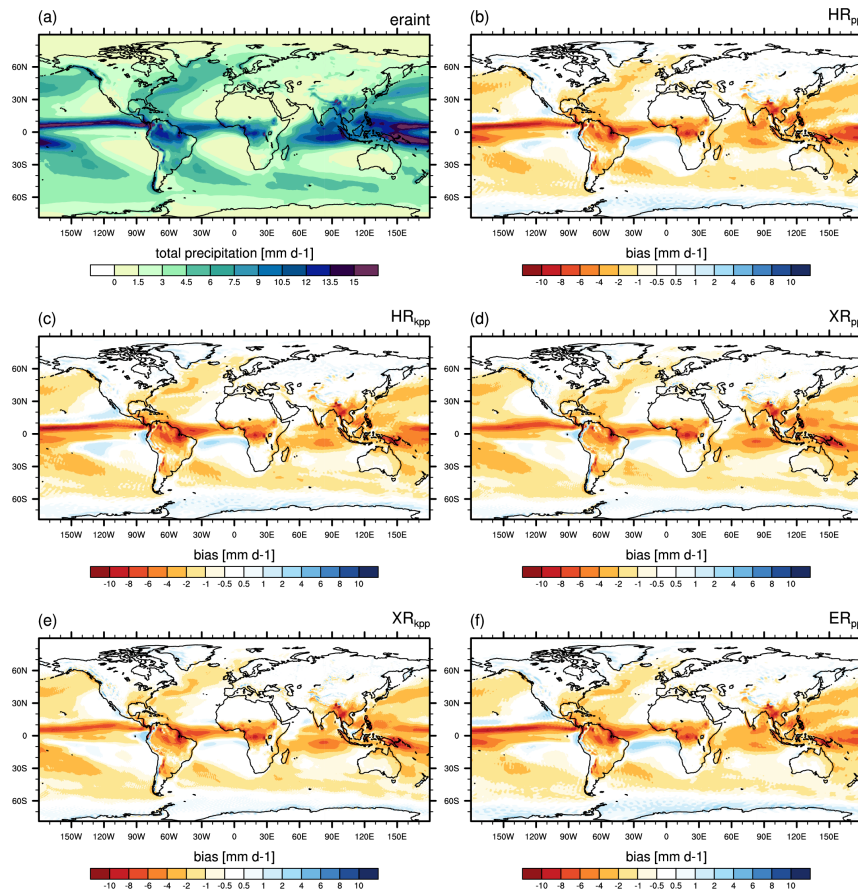 (a) eraint
60N
30N
0
30S
60S
150W 120W 90W 60W 30W 0 30E 60E 90E 120E 150E
total precipitation [mm d-1]
0 1.5 3 4.5 6 7.5 9 10.5 12 13.5 15
(b) HRpp
60N
30N
0
30S
60S
150W 120W 90W 60W 30W 0 30E 60E 90E 120E 150E
bias [mm d-1]
-10 -8 -6 -4 -2 -1 -0.5 0.5 1 2 4 6 8 10
(c) HRkpp
60N
30N
0
30S
60S
150W 120W 90W 60W 30W 0 30E 60E 90E 120E 150E
bias [mm d-1]
-10 -8 -6 -4 -2 -1 -0.5 0.5 1 2 4 6 8 10
(d) XRpp
60N
30N
0
30S
60S
150W 120W 90W 60W 30W 0 30E 60E 90E 120E 150E
bias [mm d-1]
-10 -8 -6 -4 -2 -1 -0.5 0.5 1 2 4 6 8 10
(e) XRkpp
60N
30N
0
30S
60S
150W 120W 90W 60W 30W 0 30E 60E 90E 120E 150E
bias [mm d-1]
-10 -8 -6 -4 -2 -1 -0.5 0.5 1 2 4 6 8 10
(f) ERpp
60N
30N
0
30S
60S
150W 120W 90W 60W 30W 0 30E 60E 90E 120E 150E
bias [mm d-1]
-10 -8 -6 -4 -2 -1 -0.5 0.5 1 2 4 6 8 10